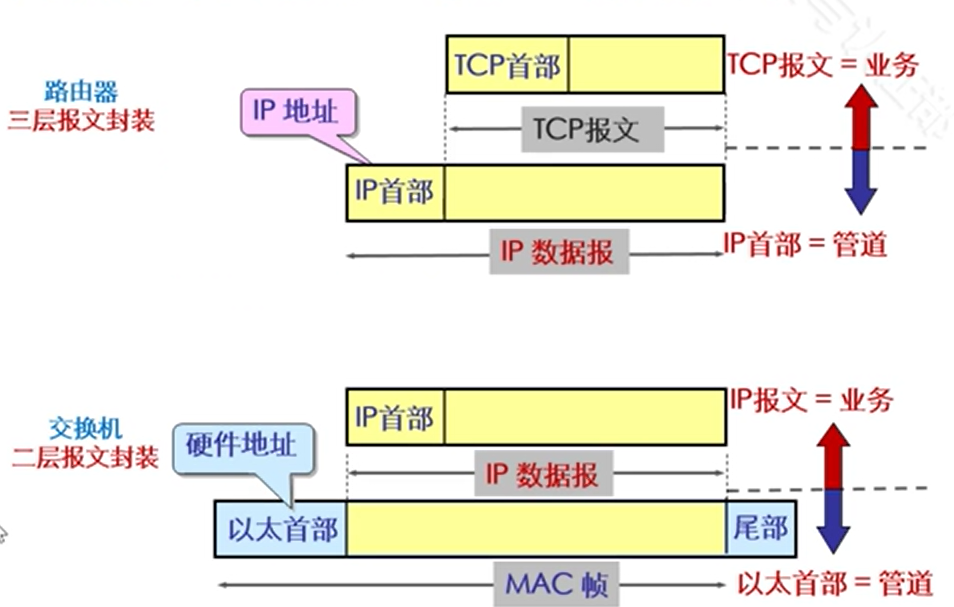 TCP首部
TCP报文 = 业务
路由器
三层报文封装
IP 地址
TCP报文
IP首部
IP首部 = 管道
IP 数据报
IP首部
IP报文 = 业务
交换机
二层报文封装
硬件地址
IP 数据报
以太首部
尾部
MAC 帧
以太首部 = 管道